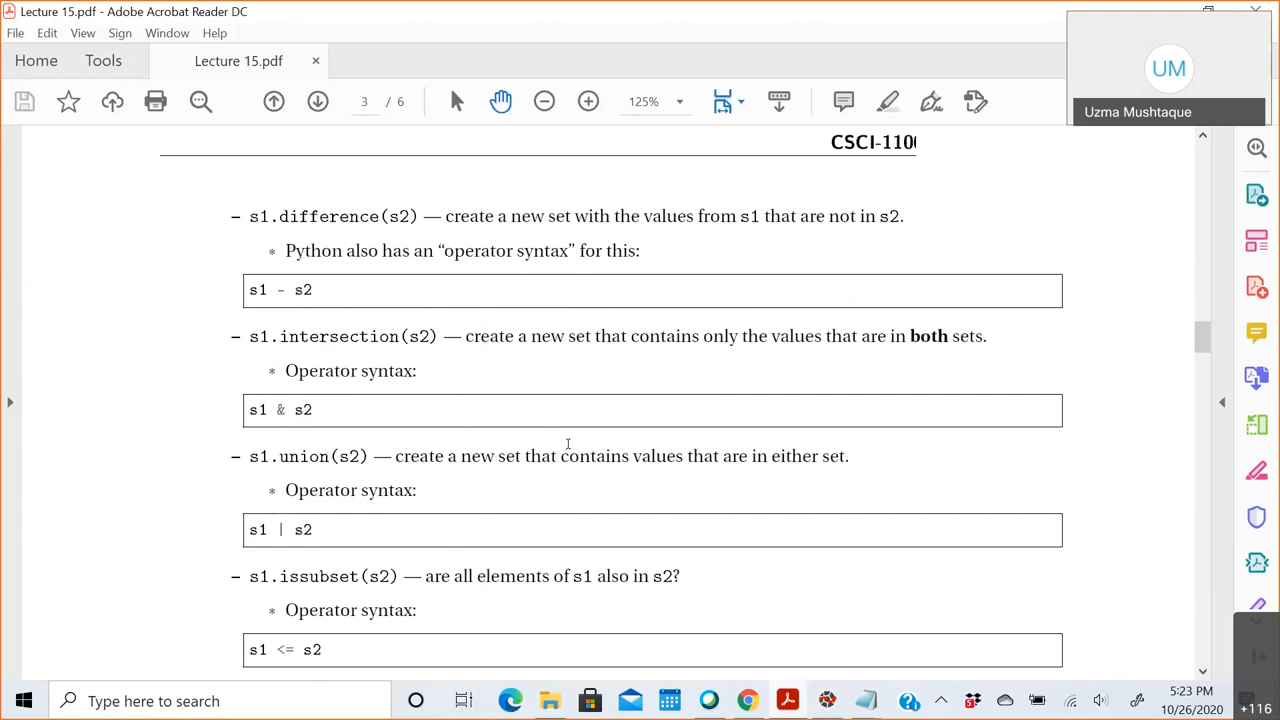 Lecture 15.pdf - Adobe Acrobat Reader DC
File Edit View Sign Window Help
Home Tools Lecture 15.pdf ×
3 / 6 125%
UM
Uzma Mushtaque
CSCI-110
– s1.difference(s2) — create a new set with the values from s1 that are not in s2.
* Python also has an “operator syntax” for this:
s1 - s2
– s1.intersection(s2) — create a new set that contains only the values that are in both sets.
* Operator syntax:
s1 & s2
– s1.union(s2) — create a new set that contains values that are in either set.
* Operator syntax:
s1 | s2
– s1.issubset(s2) — are all elements of s1 also in s2?
* Operator syntax:
s1 <= s2
Type here to search
5:23 PM
10/26/2020
+116